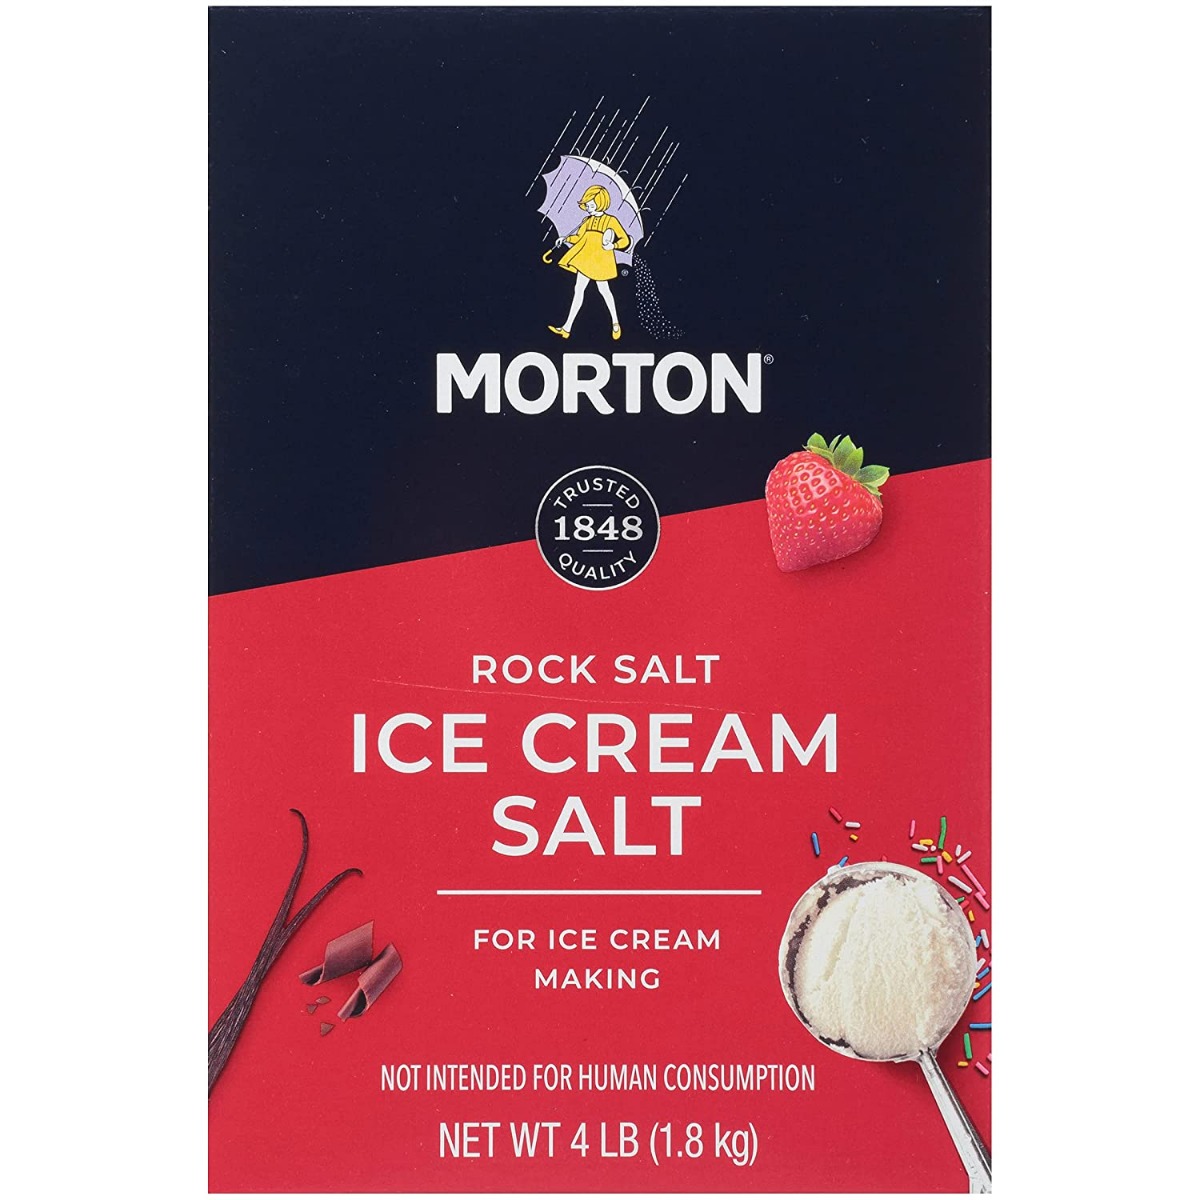 MORTON®
TRUSTED
1848
QUALITY
ROCK SALT
ICE CREAM
SALT
FOR ICE CREAM
MAKING
NOT INTENDED FOR HUMAN CONSUMPTION
NET WT 4 LB (1.8 kg)